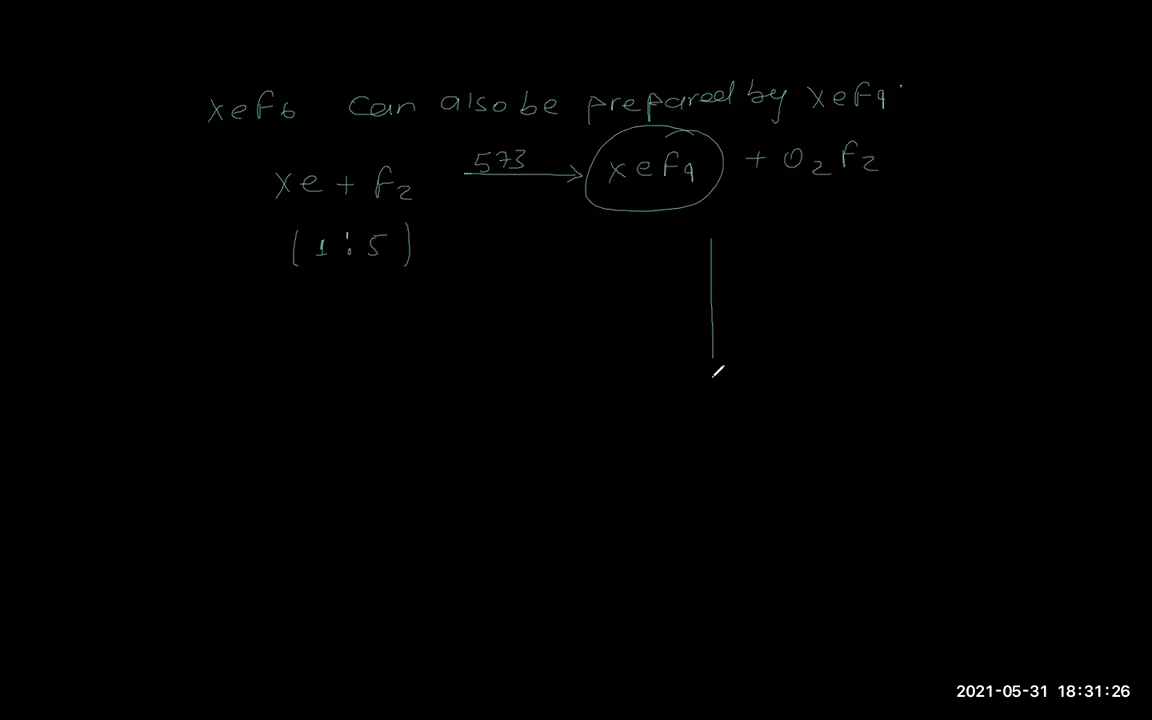 xeF6 can also be prepared by xeF4.
xe + F2 573 xeF4 + O2F2
(1:5)
2021-05-31 18:31:26